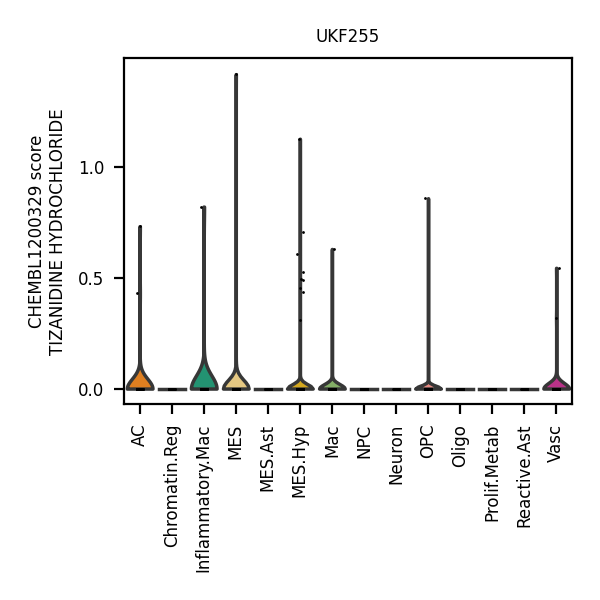 UKF255
CHEMBL1200329 score
TIZANIDINE HYDROCHLORIDE
1.0
0.5
0.0
AC
Chromatin.Reg
Inflammatory.Mac
MES
MES.Ast
MES.Hyp
Mac
NPC
Neuron
OPC
Oligo
Prolif.Metab
Reactive.Ast
Vasc